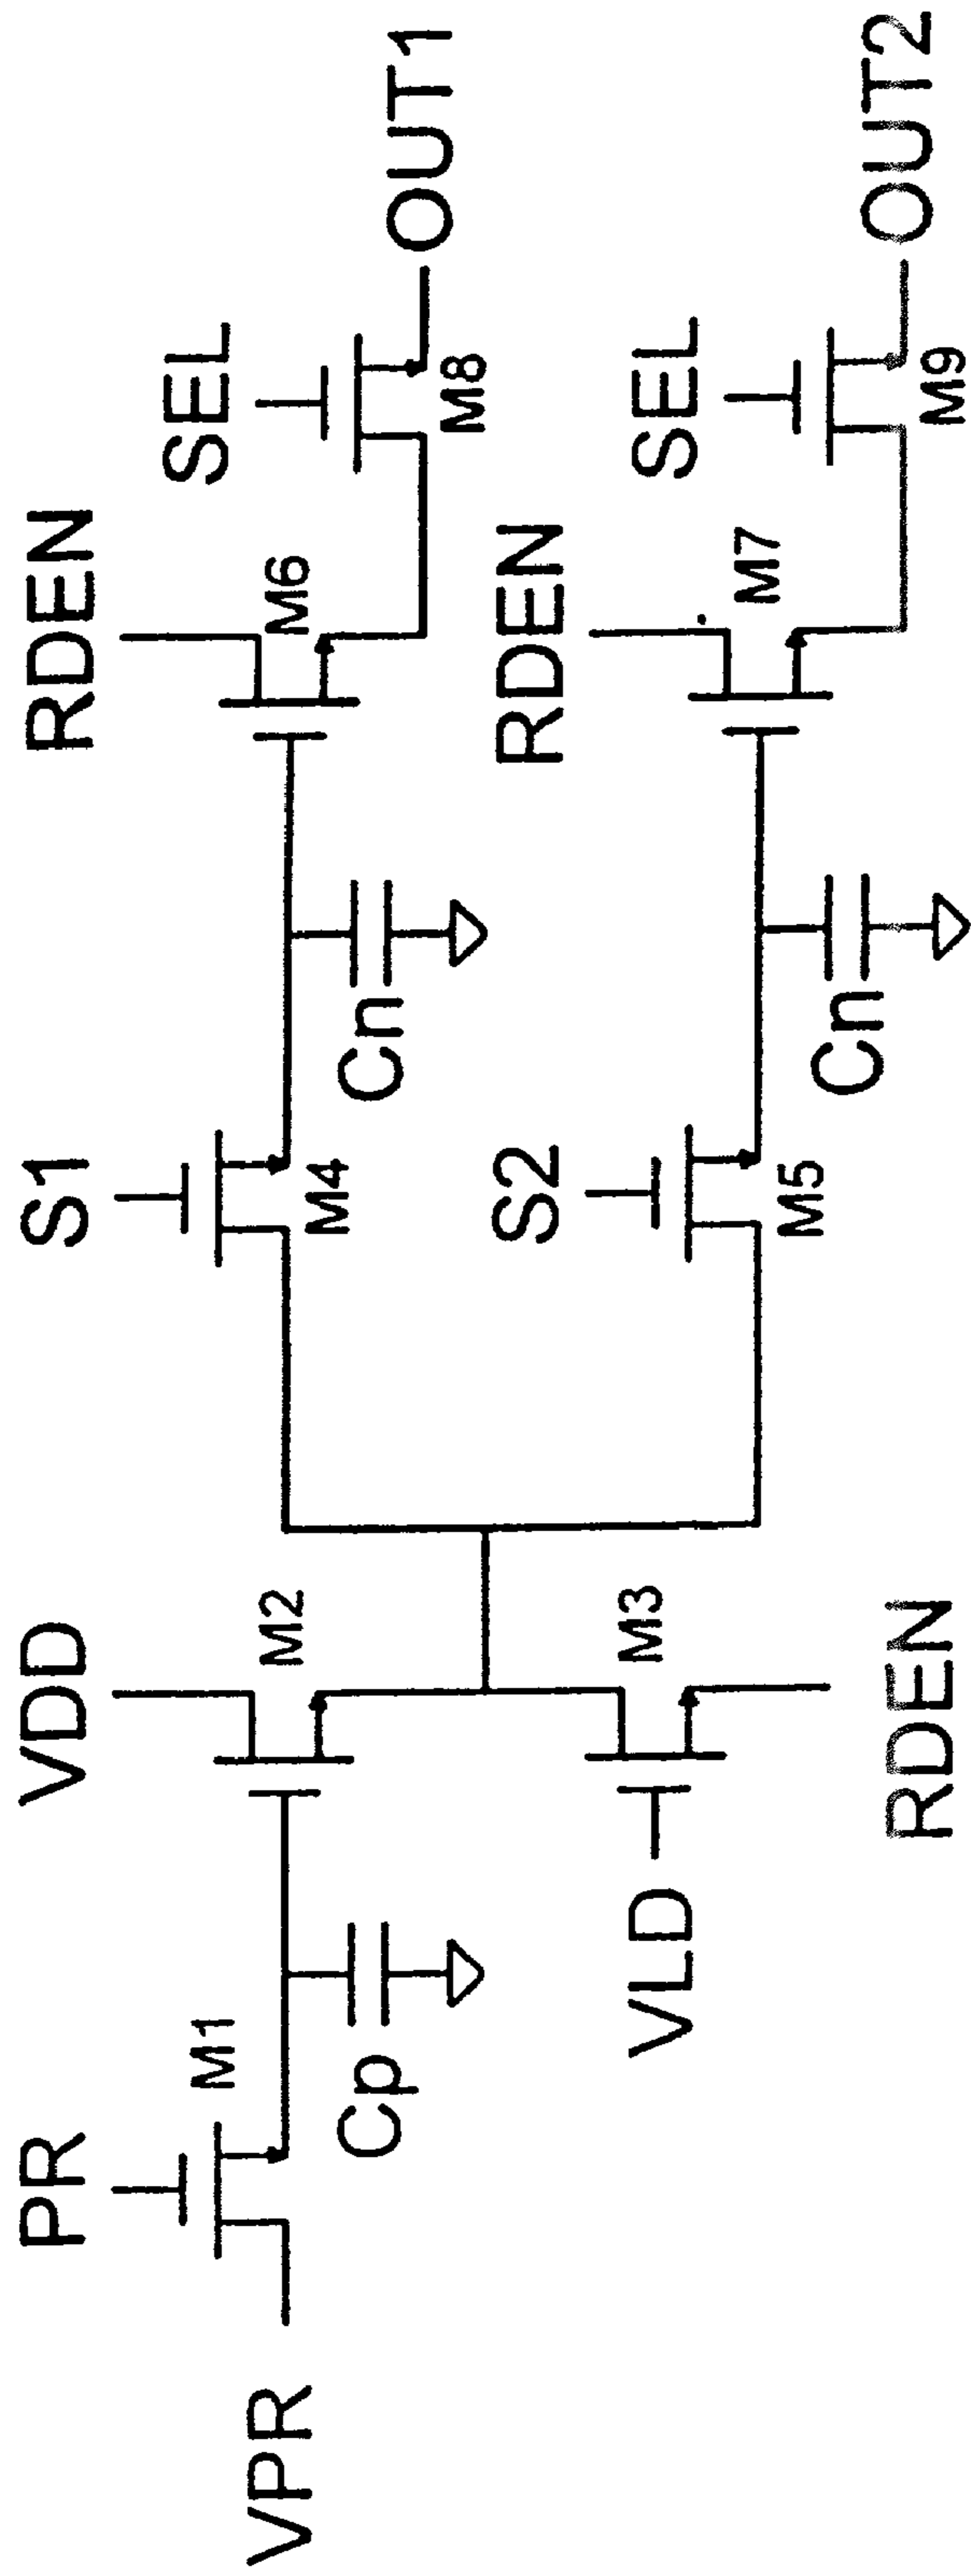 VPR
PR
M1
Cp
VDD
M2
VLD
M3
RDEN
S1
M4
Cn
RDEN
M6
SEL
M8
OUT1
S2
M5
Cn
RDEN
M7
SEL
M9
OUT2